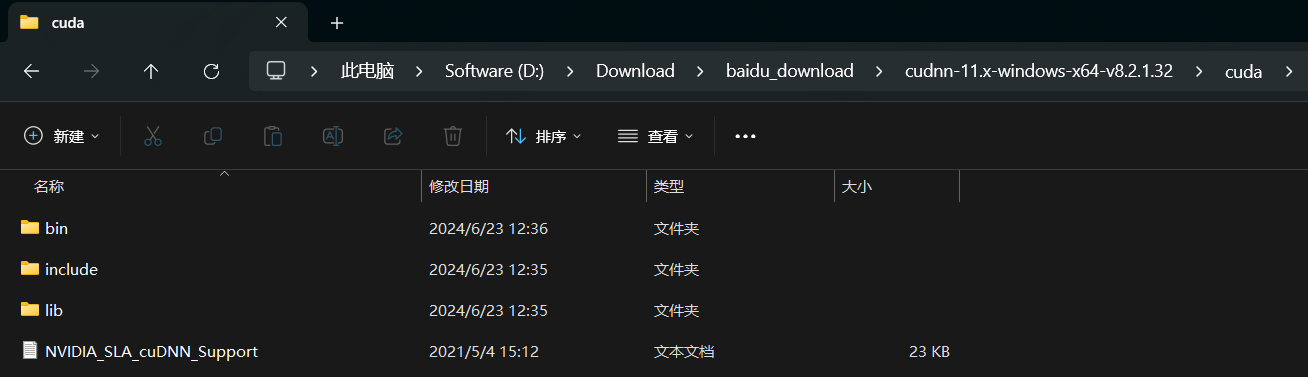 cuda
此电脑 Software (D:) Download baidu_download cudnn-11.x-windows-x64-v8.2.1.32 cuda
新建 排序 查看
名称 修改日期 类型 大小
bin 2024/6/23 12:36 文件夹
include 2024/6/23 12:35 文件夹
lib 2024/6/23 12:35 文件夹
NVIDIA_SLA_cuDNN_Support 2021/5/4 15:12 文本文档 23 KB